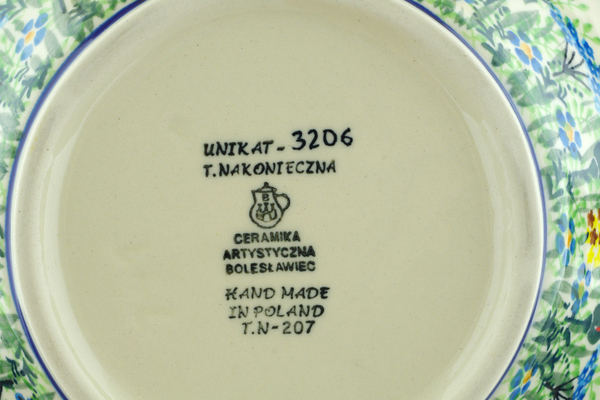 UNIKAT - 3206
T.NAKONIECZNA
B
CERAMIKA
ARTYSTYCZNA
BOLESŁAWIEC
HAND MADE
IN POLAND
T.N-207